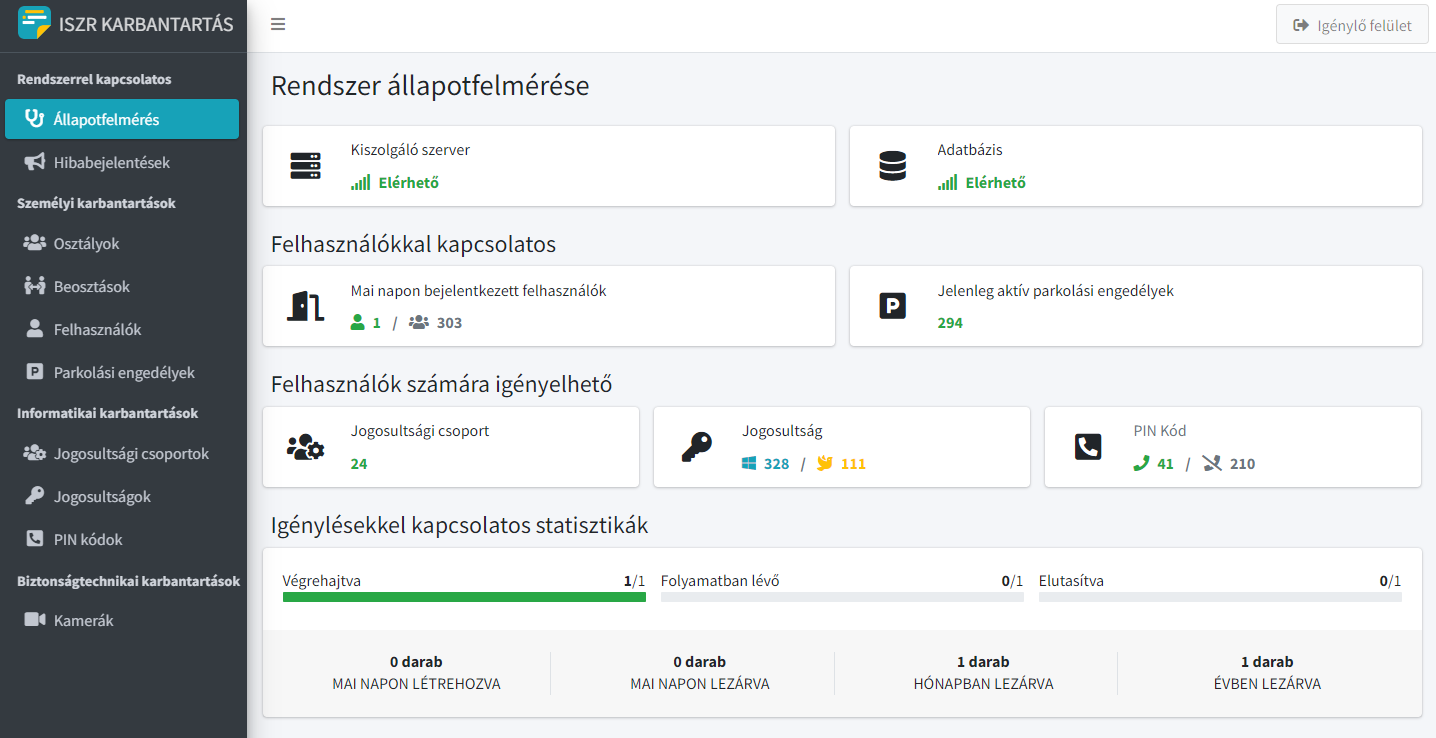 ISZR KARBANTARTÁS
Igénylő felület
Rendszerrel kapcsolatos
Állapotfelmérés
Hibabejelentések
Személyi karbantartások
Osztályok
Beosztások
Felhasználók
Parkolási engedélyek
Informatikai karbantartások
Jogosultsági csoportok
Jogosultságok
PIN kódok
Biztonságtechnikai karbantartások
Kamerák
Rendszer állapotfelmérése
Kiszolgáló szerver
Elérhető
Adatbázis
Elérhető
Felhasználókkal kapcsolatos
Mai napon bejelentkezett felhasználók
1 / 303
Jelenleg aktív parkolási engedélyek
294
Felhasználók számára igényelhető
Jogosultsági csoport
24
Jogosultság
328 / 111
PIN Kód
41 / 210
Igénylésekkel kapcsolatos statisztikák
Végrehajtva 1/1
Folyamatban lévő 0/1
Elutasítva 0/1
0 darab
MAI NAPON LÉTREHOZVA
0 darab
MAI NAPON LEZÁRVA
1 darab
HÓNAPBAN LEZÁRVA
1 darab
ÉVBEN LEZÁRVA